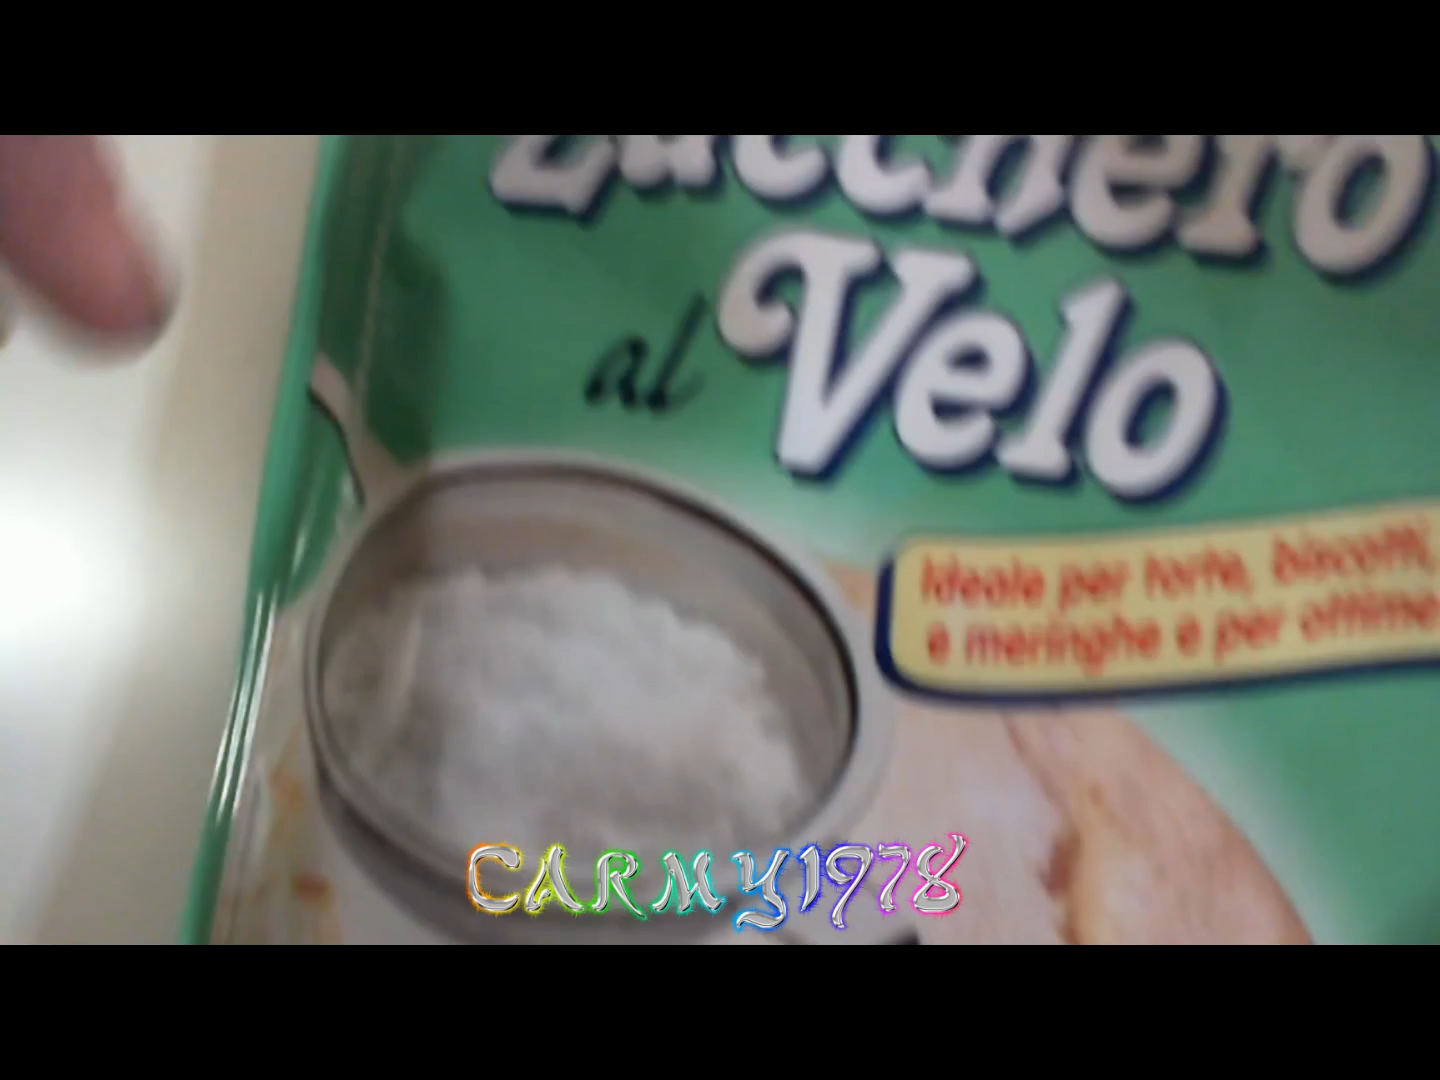 Zucchero
al Velo
Ideale per torte, biscotti,
e meringhe e per ottime
CARMY1978